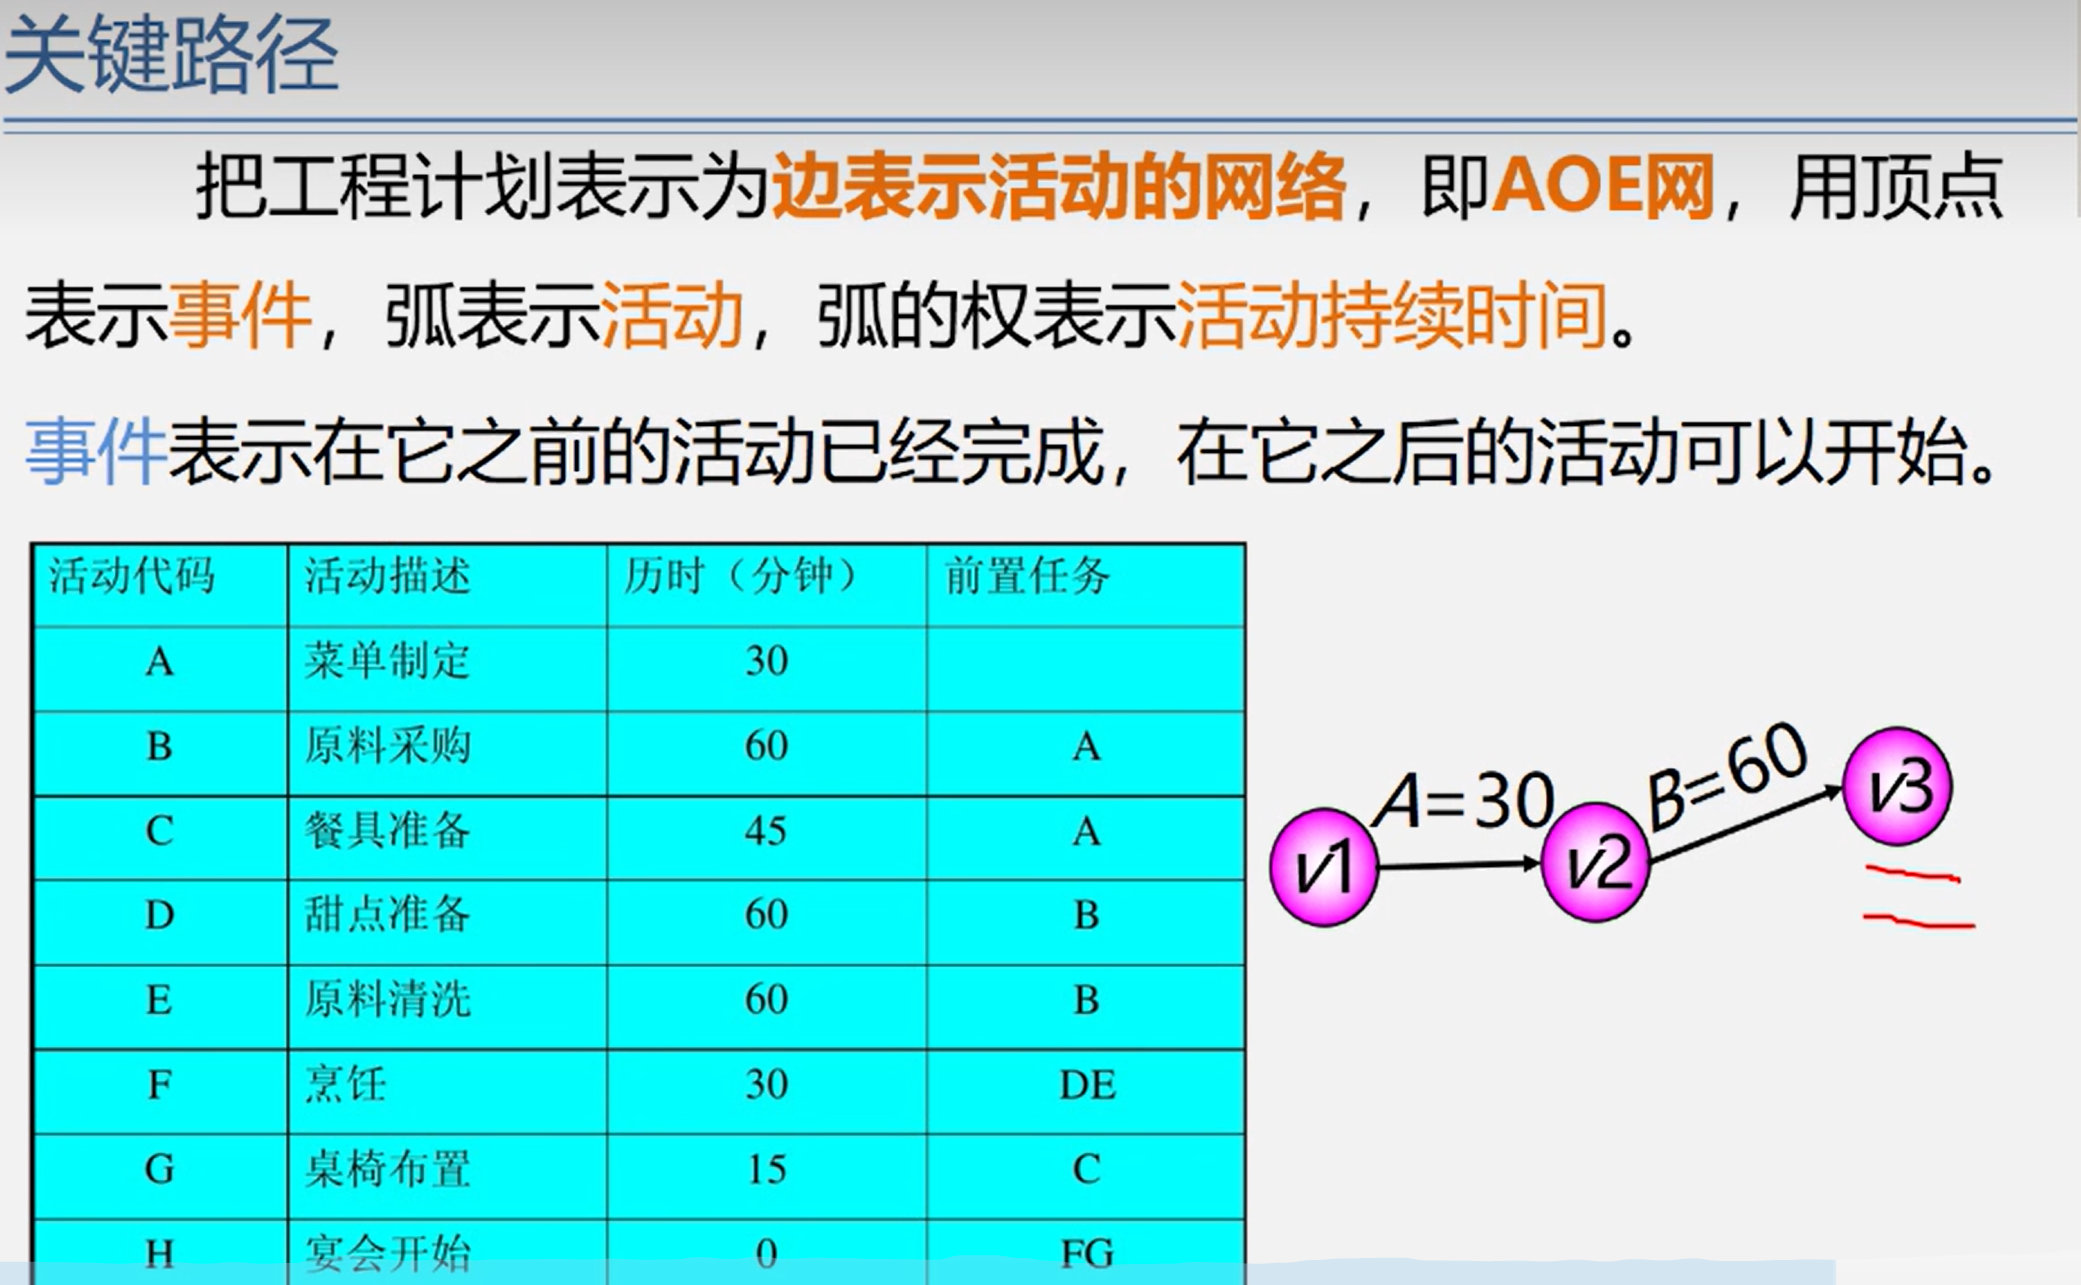 关键路径
把工程计划表示为边表示活动的网络，即AOE网，用顶点
表示事件，弧表示活动，弧的权表示活动持续时间。
事件表示在它之前的活动已经完成，在它之后的活动可以开始。
活动代码 活动描述 历时（分钟） 前置任务
A 菜单制定 30
B 原料采购 60 A
C 餐具准备 45 A
D 甜点准备 60 B
E 原料清洗 60 B
F 烹饪 30 DE
G 桌椅布置 15 C
H 宴会开始 0 FG
v1 A=30 v2 B=60 v3